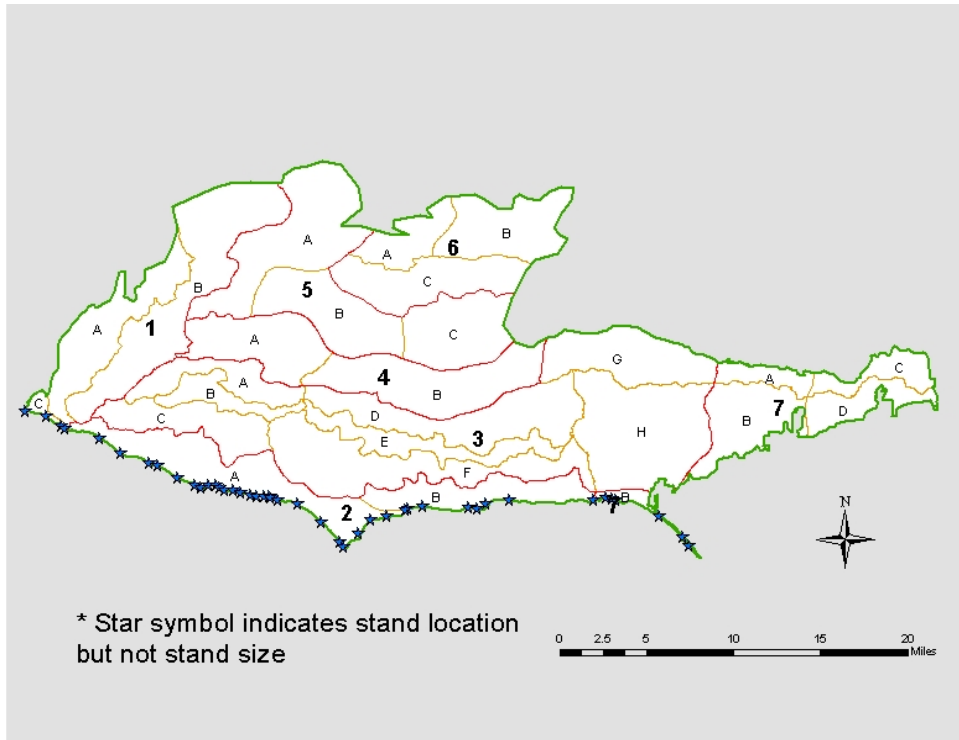 A
6
B
A
C
B
1
5
A
B
C
A
4
G
A
C
B
A
B
C
D
3
E
H
B
7
D
C
F
A
B
2
B
7
N
* Star symbol indicates stand location
but not stand size
0 2.5 5 10 15 20
Miles